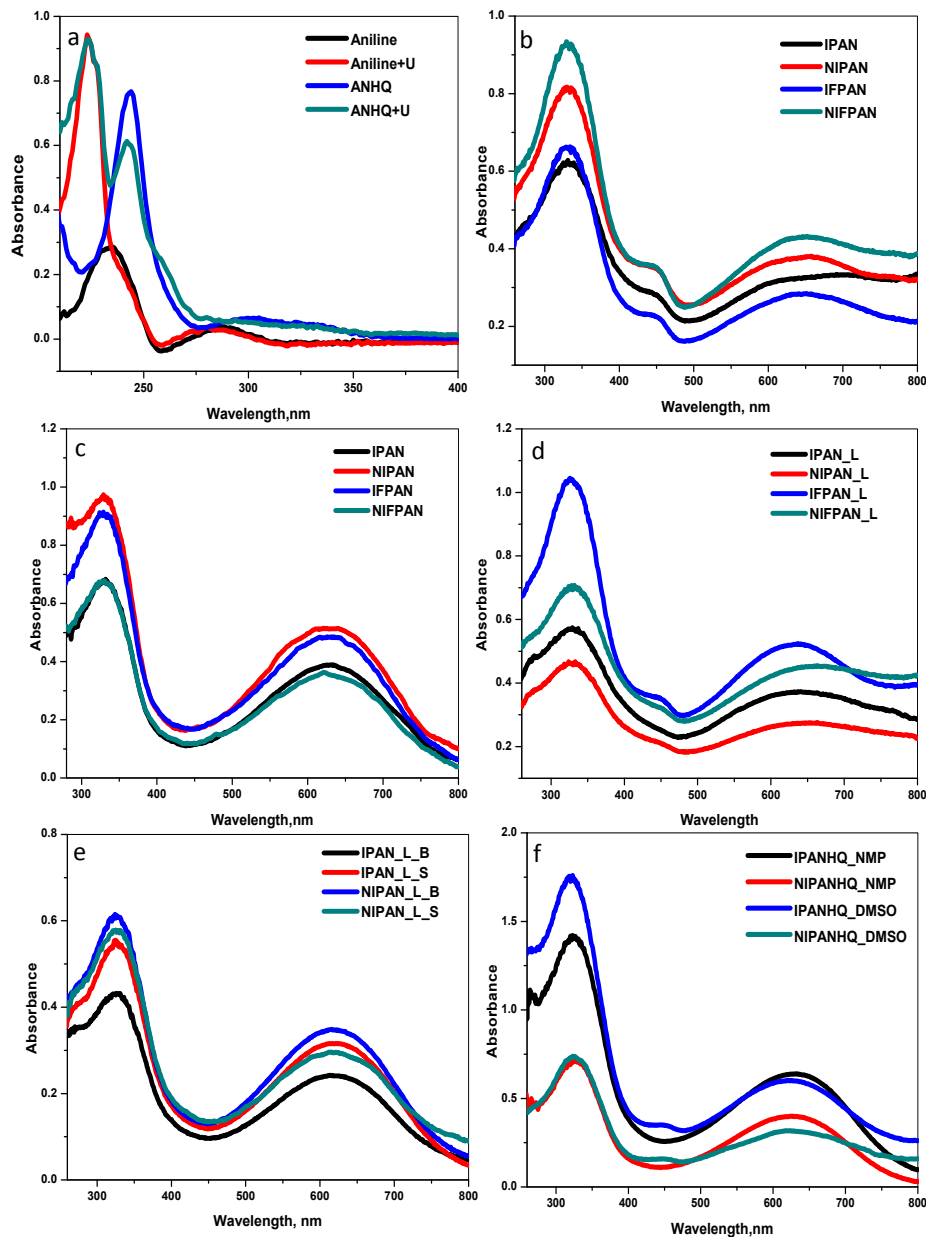 a
Aniline
Aniline+U
ANHQ
ANHQ+U
1.0
0.8
0.6
0.4
0.2
0.0
Absorbance
250
300
350
400
Wavelength,nm
b
IPAN
NIPAN
IFPAN
NIFPAN
1.0
0.8
0.6
0.4
0.2
Absorbance
300
400
500
600
700
800
Wavelength, nm
c
IPAN
NIPAN
IFPAN
NIFPAN
1.2
1.0
0.8
0.6
0.4
0.2
0.0
Absorbance
300
400
500
600
700
800
Wavelength,nm
d
IPAN_L
NIPAN_L
IFPAN_L
NIFPAN_L
1.2
1.0
0.8
0.6
0.4
0.2
Absorbance
300
400
500
600
700
800
Wavelength
e
IPAN_L_B
IPAN_L_S
NIPAN_L_B
NIPAN_L_S
0.8
0.6
0.4
0.2
0.0
Absorbance
300
400
500
600
700
800
Wavelength, nm
f
IPANHQ_NMP
NIPANHQ_NMP
IPANHQ_DMSO
NIPANHQ_DMSO
2.0
1.5
1.0
0.5
0.0
Absorbance
300
400
500
600
700
800
Wavelength, nm